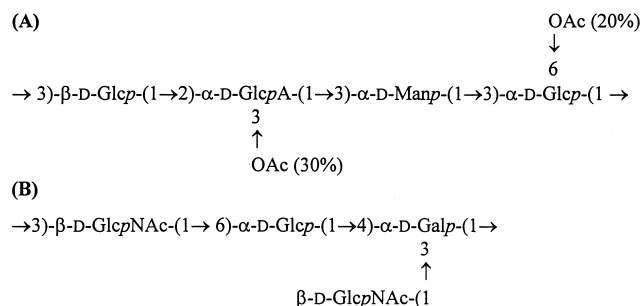 (A)
OAc (20%)
↓
6
→ 3)-β-D-Glcp-(1→2)-α-D-GlcpA-(1→3)-α-D-Manp-(1→3)-α-D-Glcp-(1 →
3
↑
OAc (30%)
(B)
→3)-β-D-GlcpNAc-(1→ 6)-α-D-Glcp-(1→4)-α-D-Galp-(1→
3
↑
β-D-GlcpNAc-(1